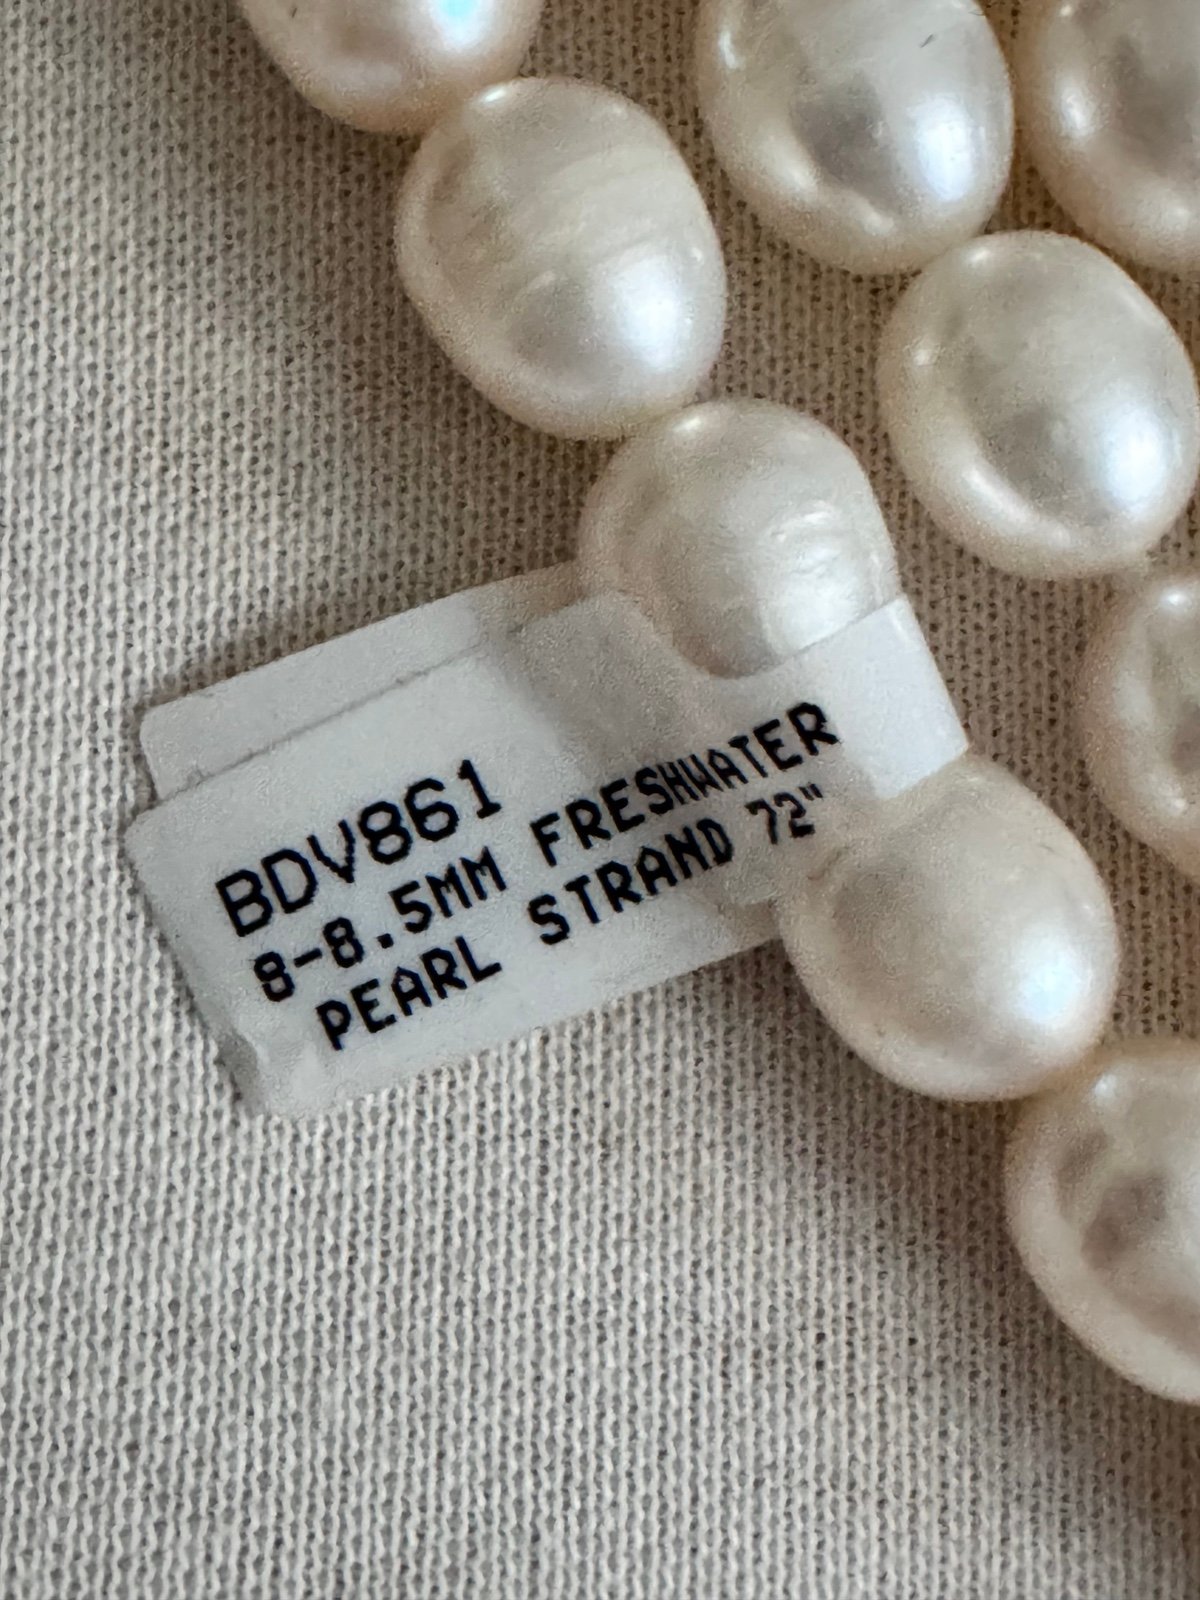 BDV861
8-8.5MM FRESHWATER
PEARL STRAND 72"